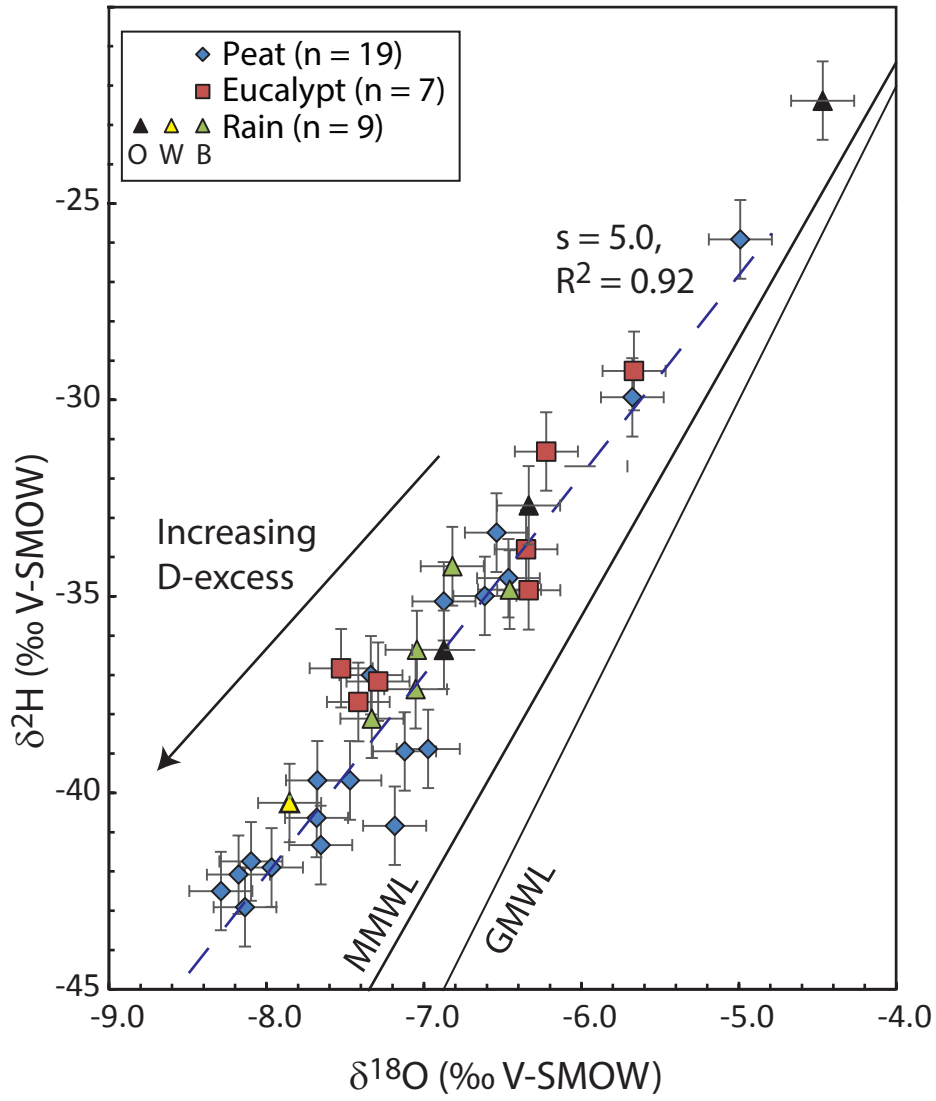 Peat (n = 19)
Eucalypt (n = 7)
Rain (n = 9)
O W B
s = 5.0,
R² = 0.92
Increasing
D-excess
MMWL
GMWL
-25
-30
-35
-40
-45
-9.0 -8.0 -7.0 -6.0 -5.0 -4.0
δ²H (‰ V-SMOW)
δ¹⁸O (‰ V-SMOW)